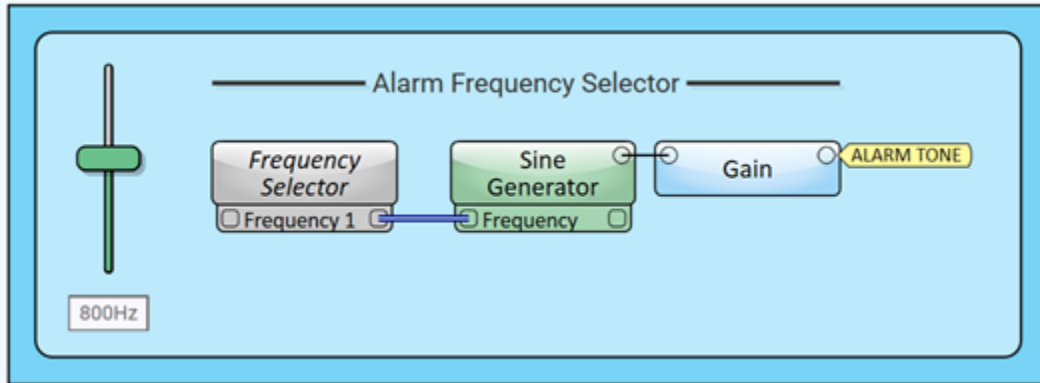 Alarm Frequency Selector
Frequency
Selector
Frequency 1
Sine
Generator
Frequency
Gain
ALARM TONE
800Hz